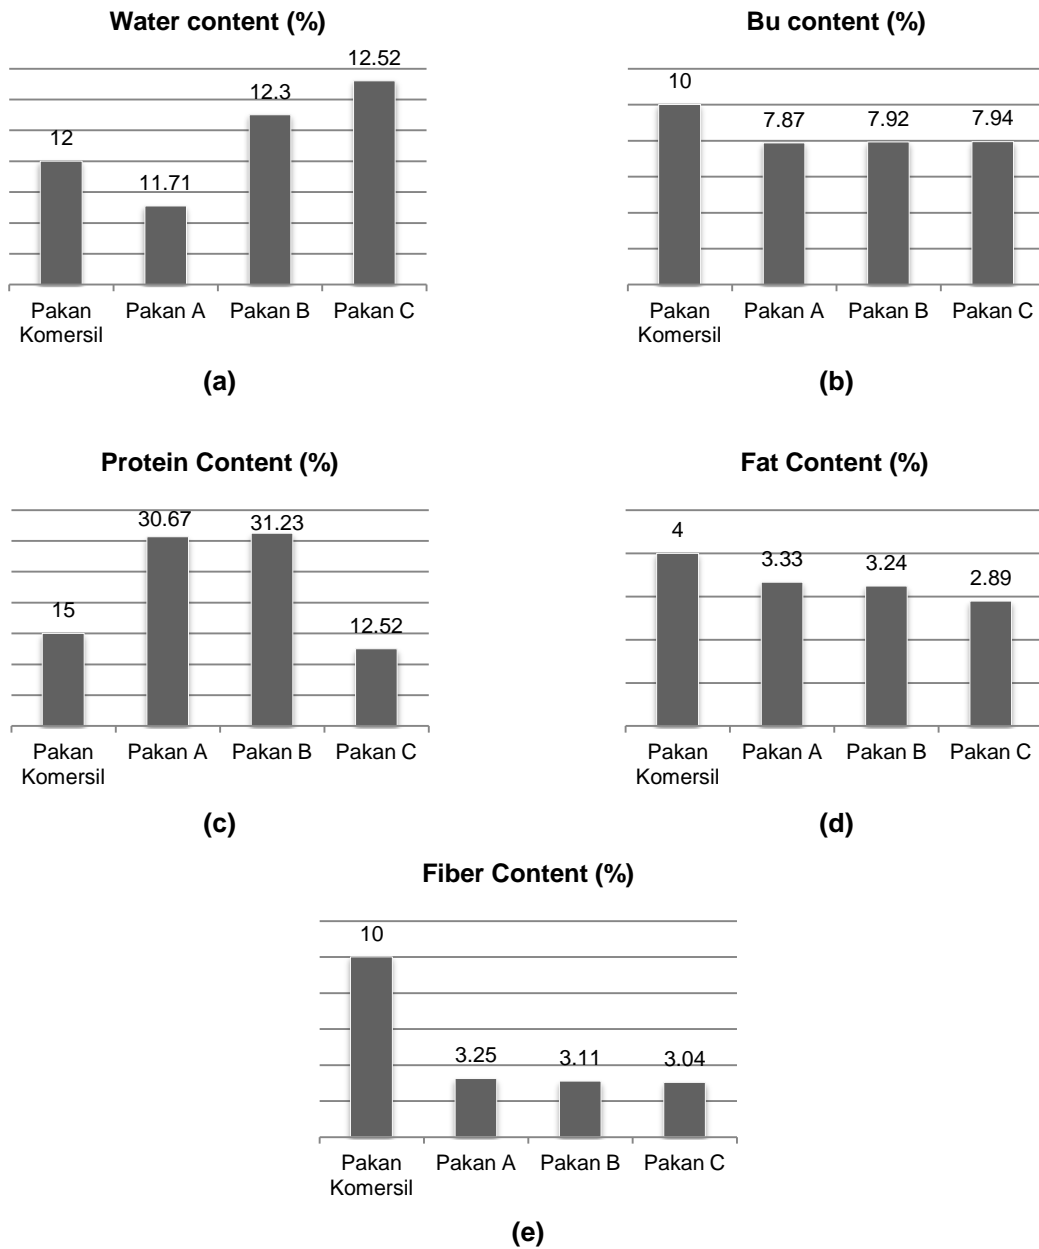 Water content (%)
12
11.71
12.3
12.52
Pakan Komersil
Pakan A
Pakan B
Pakan C
(a)
Bu content (%)
10
7.87
7.92
7.94
Pakan Komersil
Pakan A
Pakan B
Pakan C
(b)
Protein Content (%)
15
30.67
31.23
12.52
Pakan Komersil
Pakan A
Pakan B
Pakan C
(c)
Fat Content (%)
4
3.33
3.24
2.89
Pakan Komersil
Pakan A
Pakan B
Pakan C
(d)
Fiber Content (%)
10
3.25
3.11
3.04
Pakan Komersil
Pakan A
Pakan B
Pakan C
(e)